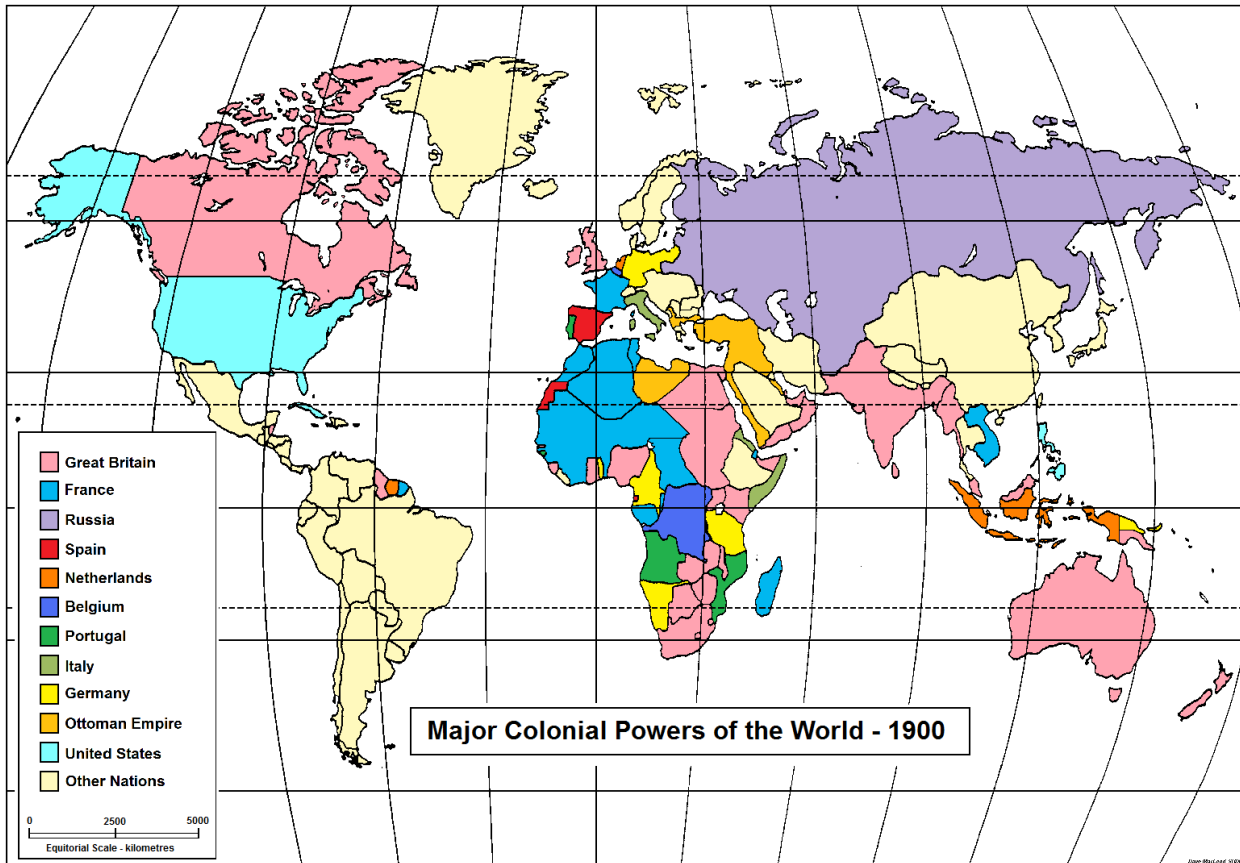 Great Britain
France
Russia
Spain
Netherlands
Belgium
Portugal
Italy
Germany
Ottoman Empire
United States
Other Nations
0 2500 5000
Equitorial Scale - kilometres
Major Colonial Powers of the World - 1900